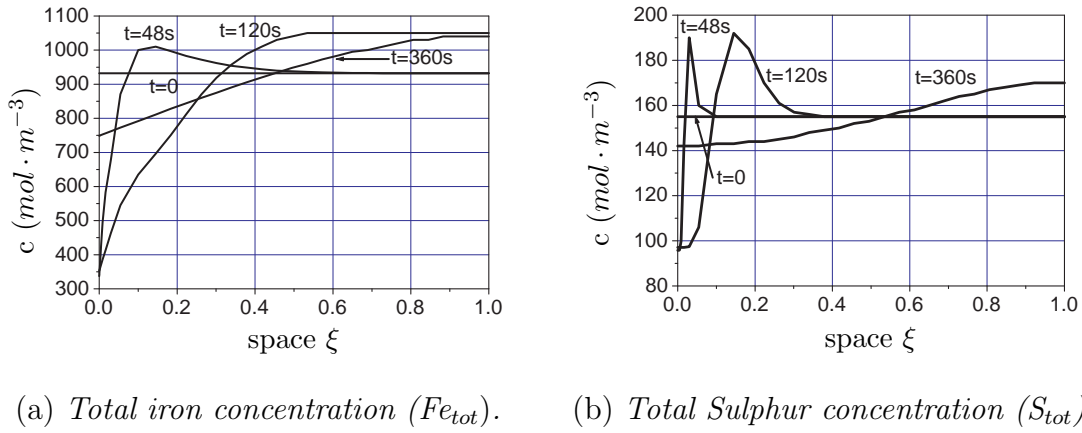 1100
1000
900
800
700
600
500
400
300
c (mol · m⁻³)
t=48s
t=120s
t=360s
t=0
0.0 0.2 0.4 0.6 0.8 1.0
space ξ
200
180
160
140
120
100
80
c (mol · m⁻³)
t=48s
t=120s
t=360s
t=0
0.0 0.2 0.4 0.6 0.8 1.0
space ξ
(a) Total iron concentration (Fe_tot).
(b) Total Sulphur concentration (S_tot)